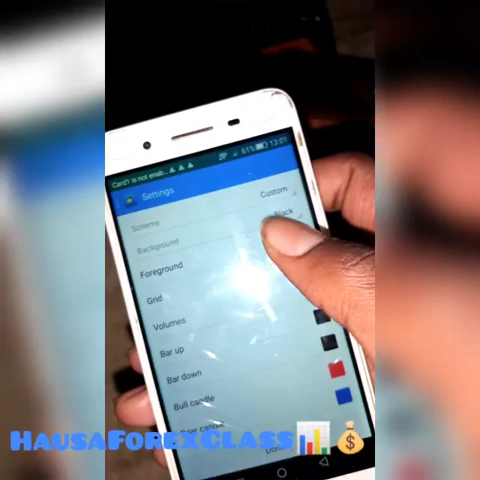 Card1 is not enab..
61% 13:01
Settings
Scheme Custom
Background Black
Foreground
Grid
Volumes
Bar up
Bar down
Bull candle
HausaForexClass📊💰